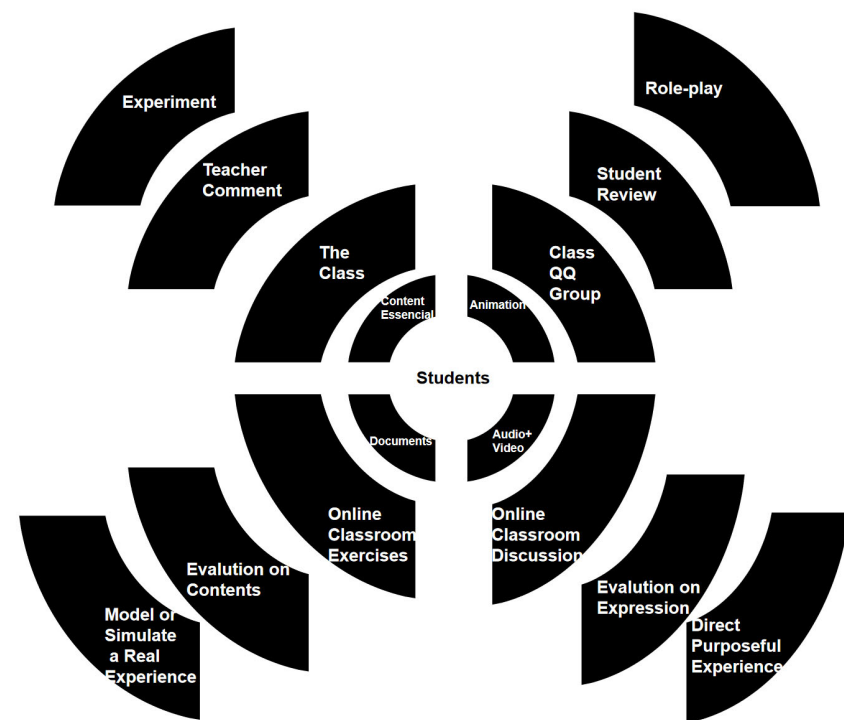 Role-play
Experiment
Teacher
Comment
Student
Review
The
Class
Class
QQ
Group
Content
Essencial
Animation
Students
Documents
Audio+
Video
Online
Classroom
Exercises
Online
Classroom
Discussion
Evalution on
Contents
Evalution on
Expression
Model or
Simulate
a Real
Experience
Direct
Purposeful
Experience